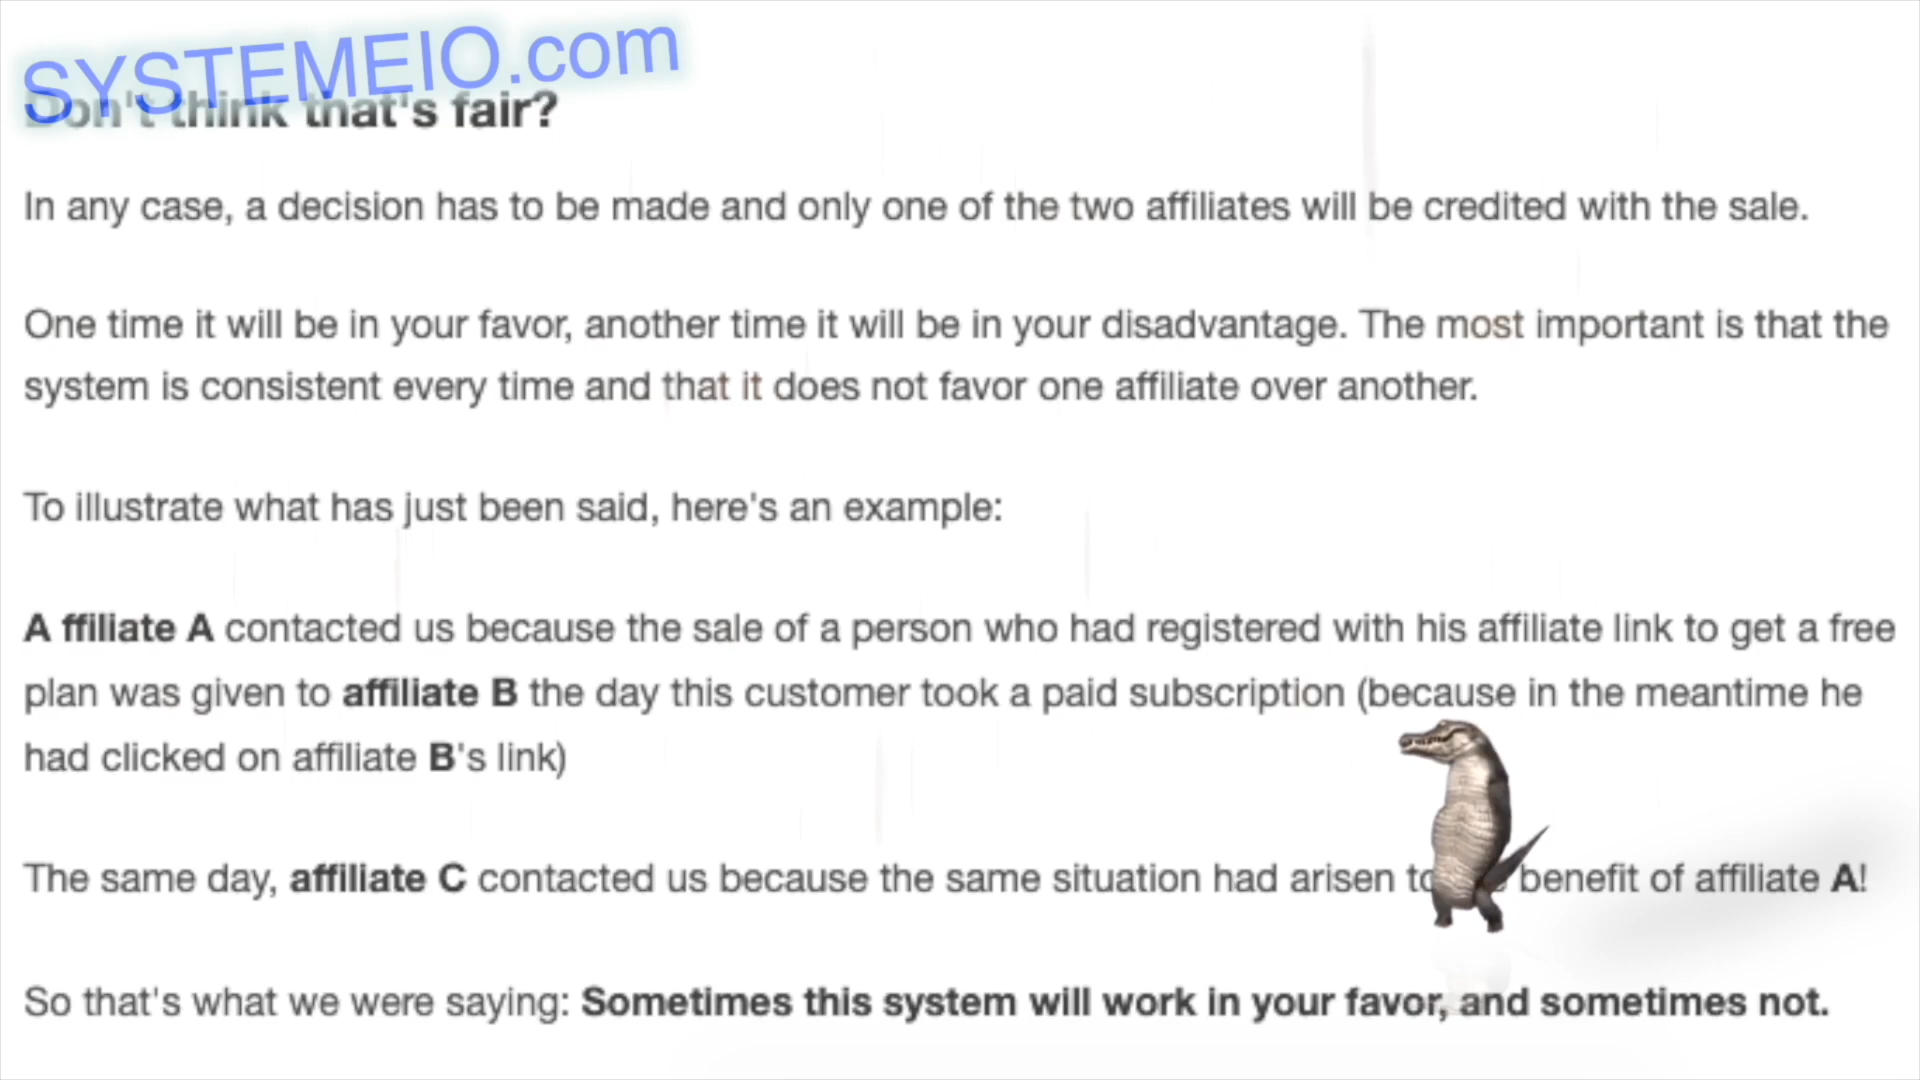 SYSTEMEIO.com
Don't think that's fair?
In any case, a decision has to be made and only one of the two affiliates will be credited with the sale.
One time it will be in your favor, another time it will be in your disadvantage. The most important is that the
system is consistent every time and that it does not favor one affiliate over another.
To illustrate what has just been said, here's an example:
A ffiliate A contacted us because the sale of a person who had registered with his affiliate link to get a free
plan was given to affiliate B the day this customer took a paid subscription (because in the meantime he
had clicked on affiliate B's link)
The same day, affiliate C contacted us because the same situation had arisen to benefit of affiliate A!
So that's what we were saying: Sometimes this system will work in your favor, and sometimes not.